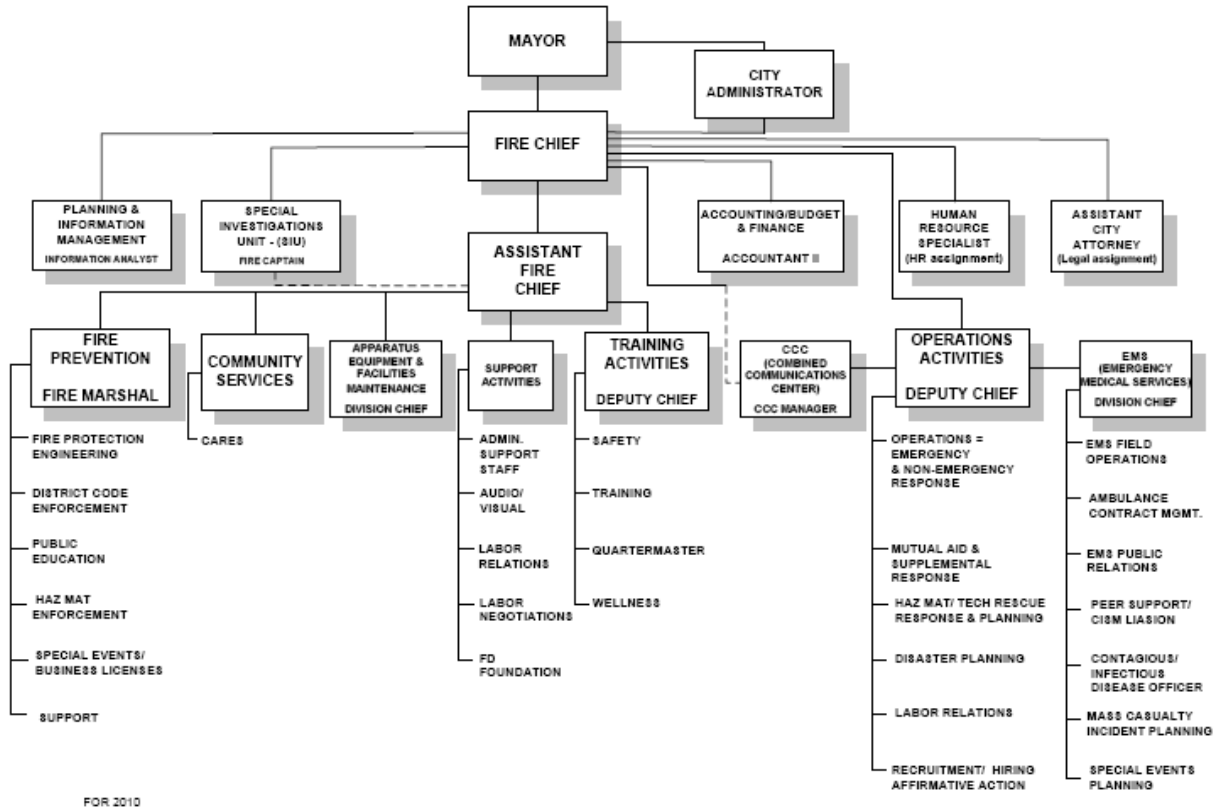 MAYOR
CITY
ADMINISTRATOR
FIRE CHIEF
PLANNING &
INFORMATION
MANAGEMENT
INFORMATION ANALYST
SPECIAL
INVESTIGATIONS
UNIT - (SIU)
FIRE CAPTAIN
ASSISTANT
FIRE
CHIEF
ACCOUNTING/BUDGET
& FINANCE
ACCOUNTANT II
HUMAN
RESOURCE
SPECIALIST
(HR assignment)
ASSISTANT
CITY
ATTORNEY
(Legal assignment)
FIRE
PREVENTION
FIRE MARSHAL
COMMUNITY
SERVICES
APPARATUS
EQUIPMENT &
FACILITIES
MAINTENANCE
DIVISION CHIEF
SUPPORT
ACTIVITIES
TRAINING
ACTIVITIES
DEPUTY CHIEF
CCC
(COMBINED
COMMUNICATIONS
CENTER)
CCC MANAGER
OPERATIONS
ACTIVITIES
DEPUTY CHIEF
EMS
(EMERGENCY
MEDICAL SERVICES)
DIVISION CHIEF
FIRE PROTECTION
ENGINEERING
DISTRICT CODE
ENFORCEMENT
PUBLIC
EDUCATION
HAZ MAT
ENFORCEMENT
SPECIAL EVENTS/
BUSINESS LICENSES
SUPPORT
CARES
ADMIN.
SUPPORT
STAFF
AUDIO/
VISUAL
LABOR
RELATIONS
LABOR
NEGOTIATIONS
FD
FOUNDATION
SAFETY
TRAINING
QUARTERMASTER
WELLNESS
OPERATIONS =
EMERGENCY
& NON-EMERGENCY
RESPONSE
MUTUAL AID &
SUPPLEMENTAL
RESPONSE
HAZ MAT/ TECH RESCUE
RESPONSE & PLANNING
DISASTER PLANNING
LABOR RELATIONS
RECRUITMENT/ HIRING
AFFIRMATIVE ACTION
EMS FIELD
OPERATIONS
AMBULANCE
CONTRACT MGMT.
EMS PUBLIC
RELATIONS
PEER SUPPORT/
CISM LIASION
CONTAGIOUS/
INFECTIOUS
DISEASE OFFICER
MASS CASUALTY
INCIDENT PLANNING
SPECIAL EVENTS
PLANNING
FOR 2010